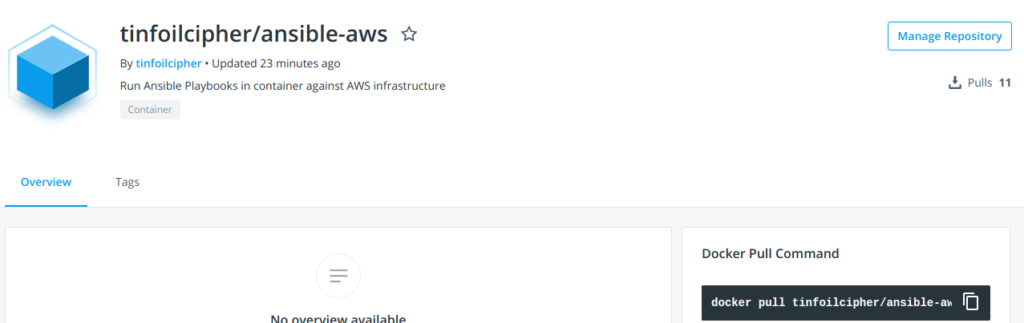 tinfoilcipher/ansible-aws
Manage Repository
By tinfoilcipher • Updated 23 minutes ago
Pulls 11
Run Ansible Playbooks in container against AWS infrastructure
Container
Overview
Tags
Docker Pull Command
docker pull tinfoilcipher/ansible-aw
No overview available